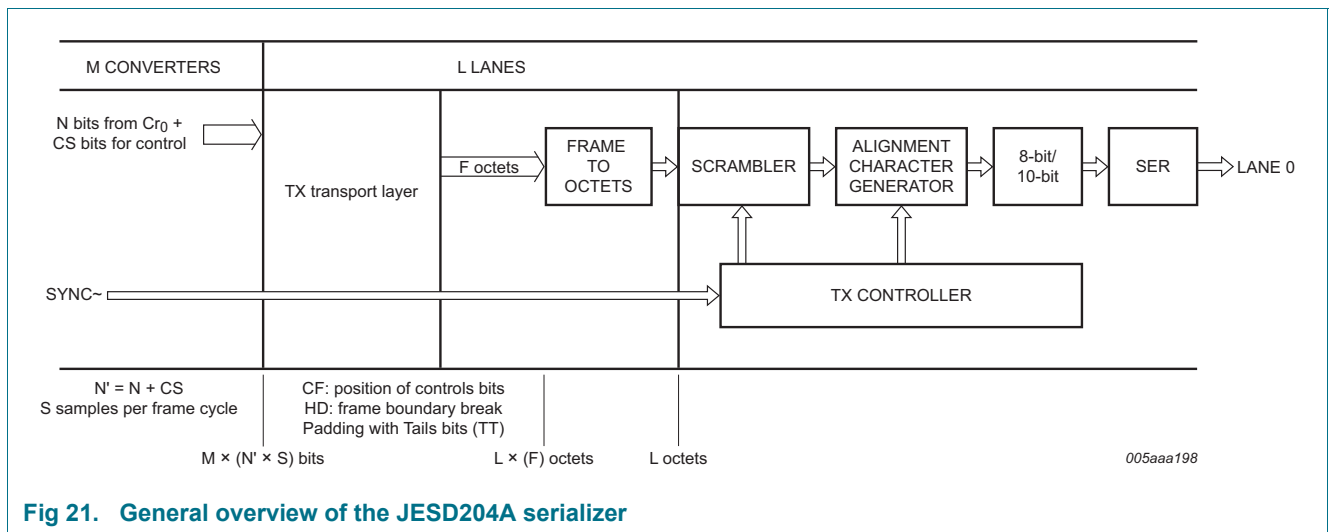 M CONVERTERS
L LANES
N bits from Cr0 +
CS bits for control
TX transport layer
F octets
FRAME
TO
OCTETS
SCRAMBLER
ALIGNMENT
CHARACTER
GENERATOR
8-bit/
10-bit
SER
LANE 0
SYNC~
TX CONTROLLER
N' = N + CS
S samples per frame cycle
CF: position of controls bits
HD: frame boundary break
Padding with Tails bits (TT)
M × (N' × S) bits
L × (F) octets
L octets
005aaa198
Fig 21. General overview of the JESD204A serializer